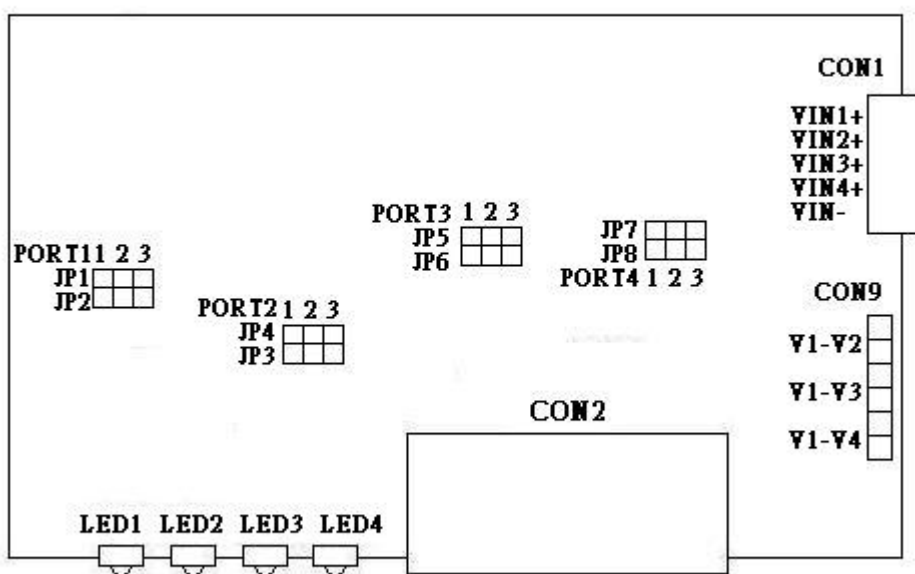 CON1
VIN1+
VIN2+
VIN3+
VIN4+
VIN-
PORT3 1 2 3
JP5
JP6
JP7
JP8
PORT4 1 2 3
PORT1 1 2 3
JP1
JP2
PORT2 1 2 3
JP4
JP3
CON9
V1-V2
V1-V3
V1-V4
CON2
LED1 LED2 LED3 LED4